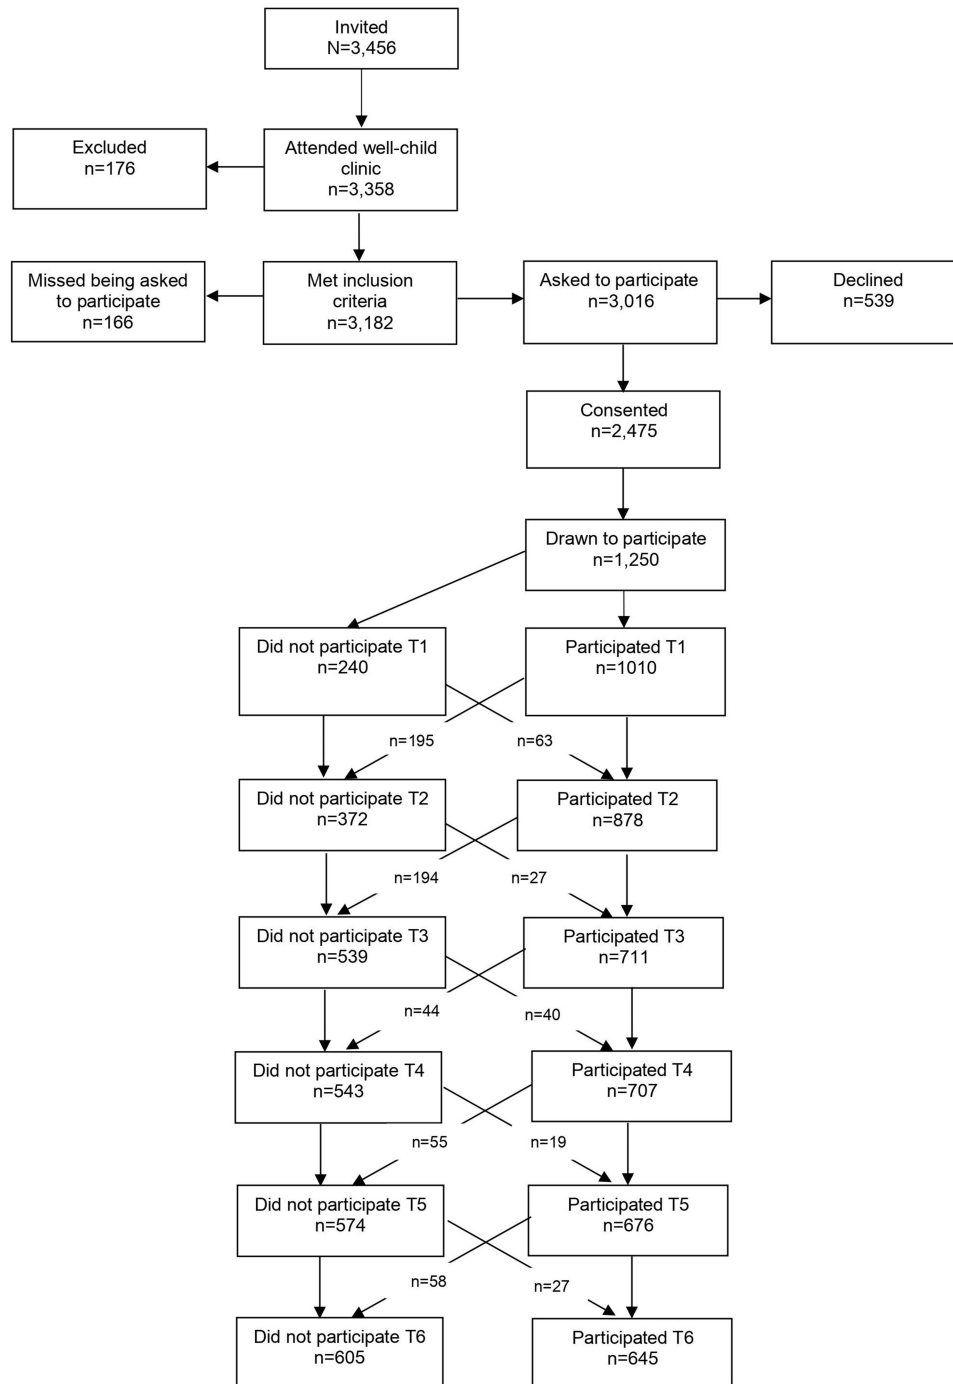 Invited
N=3,456
Excluded
n=176
Attended well-child
clinic
n=3,358
Missed being asked
to participate
n=166
Met inclusion
criteria
n=3,182
Asked to participate
n=3,016
Declined
n=539
Consented
n=2,475
Drawn to participate
n=1,250
Did not participate T1
n=240
Participated T1
n=1010
n=195
n=63
Did not participate T2
n=372
Participated T2
n=878
n=194
n=27
Did not participate T3
n=539
Participated T3
n=711
n=44
n=40
Did not participate T4
n=543
Participated T4
n=707
n=55
n=19
Did not participate T5
n=574
Participated T5
n=676
n=58
n=27
Did not participate T6
n=605
Participated T6
n=645